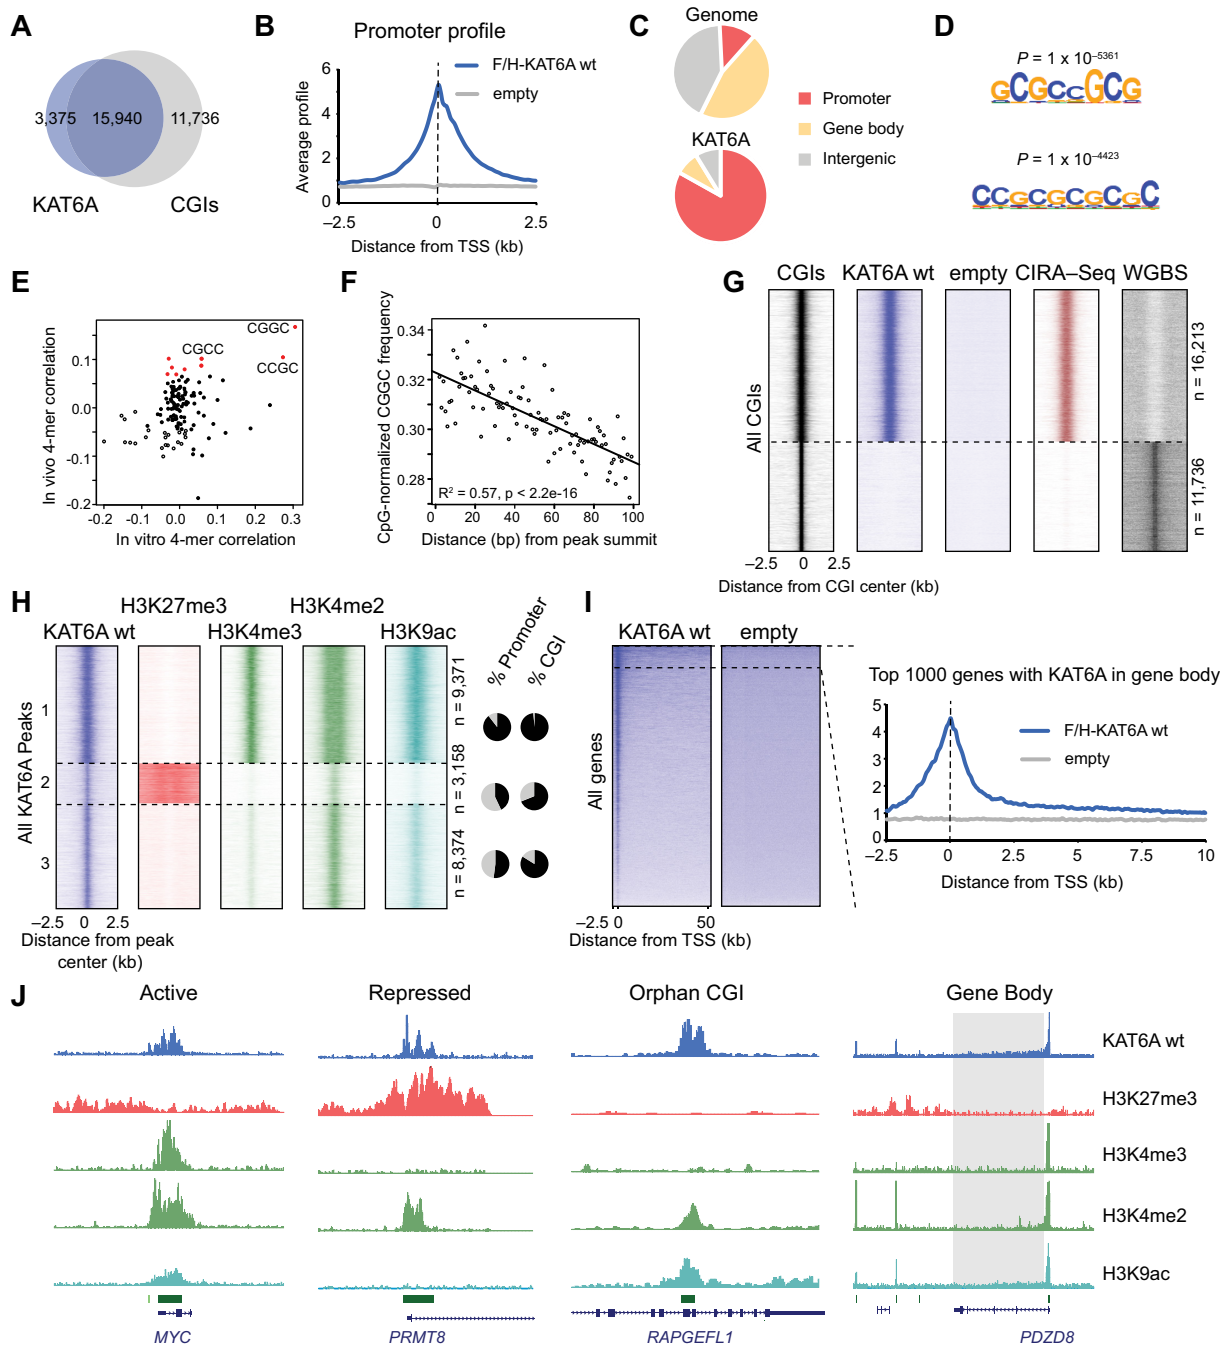 A
3,375
15,940
11,736
KAT6A
CGIs
B
Promoter profile
F/H-KAT6A wt
empty
Average profile
6
4
2
0
−2.5
0
2.5
Distance from TSS (kb)
C
Genome
KAT6A
Promoter
Gene body
Intergenic
D
P = 1 x 10–5361
GCGCCGCG
P = 1 x 10–4423
CCGCGCGCGC
E
In vivo 4-mer correlation
0.1
0.0
-0.1
-0.2
CGGC
CGCC
CCGC
-0.2
-0.1
0.0
0.1
0.2
0.3
In vitro 4-mer correlation
F
CpG-normalized CGGC frequency
0.34
0.32
0.30
0.28
R2 = 0.57, p < 2.2e-16
0
20
40
60
80
100
Distance (bp) from peak summit
G
CGIs
KAT6A wt
empty
CIRA–Seq
WGBS
All CGIs
n = 16,213
n = 11,736
−2.5
0
2.5
Distance from CGI center (kb)
H
H3K27me3
H3K4me2
KAT6A wt
H3K4me3
H3K9ac
% Promoter
% CGI
All KAT6A Peaks
1
2
3
n = 9,371
n = 3,158
n = 8,374
−2.5
0
2.5
Distance from peak
center (kb)
I
KAT6A wt
empty
All genes
−2.5
0
50
Distance from TSS (kb)
Top 1000 genes with KAT6A in gene body
F/H-KAT6A wt
empty
5
4
3
2
1
0
−2.5
0
2.5
5
7.5
10
Distance from TSS (kb)
J
Active
Repressed
Orphan CGI
Gene Body
KAT6A wt
H3K27me3
H3K4me3
H3K4me2
H3K9ac
MYC
PRMT8
RAPGEFL1
PDZD8